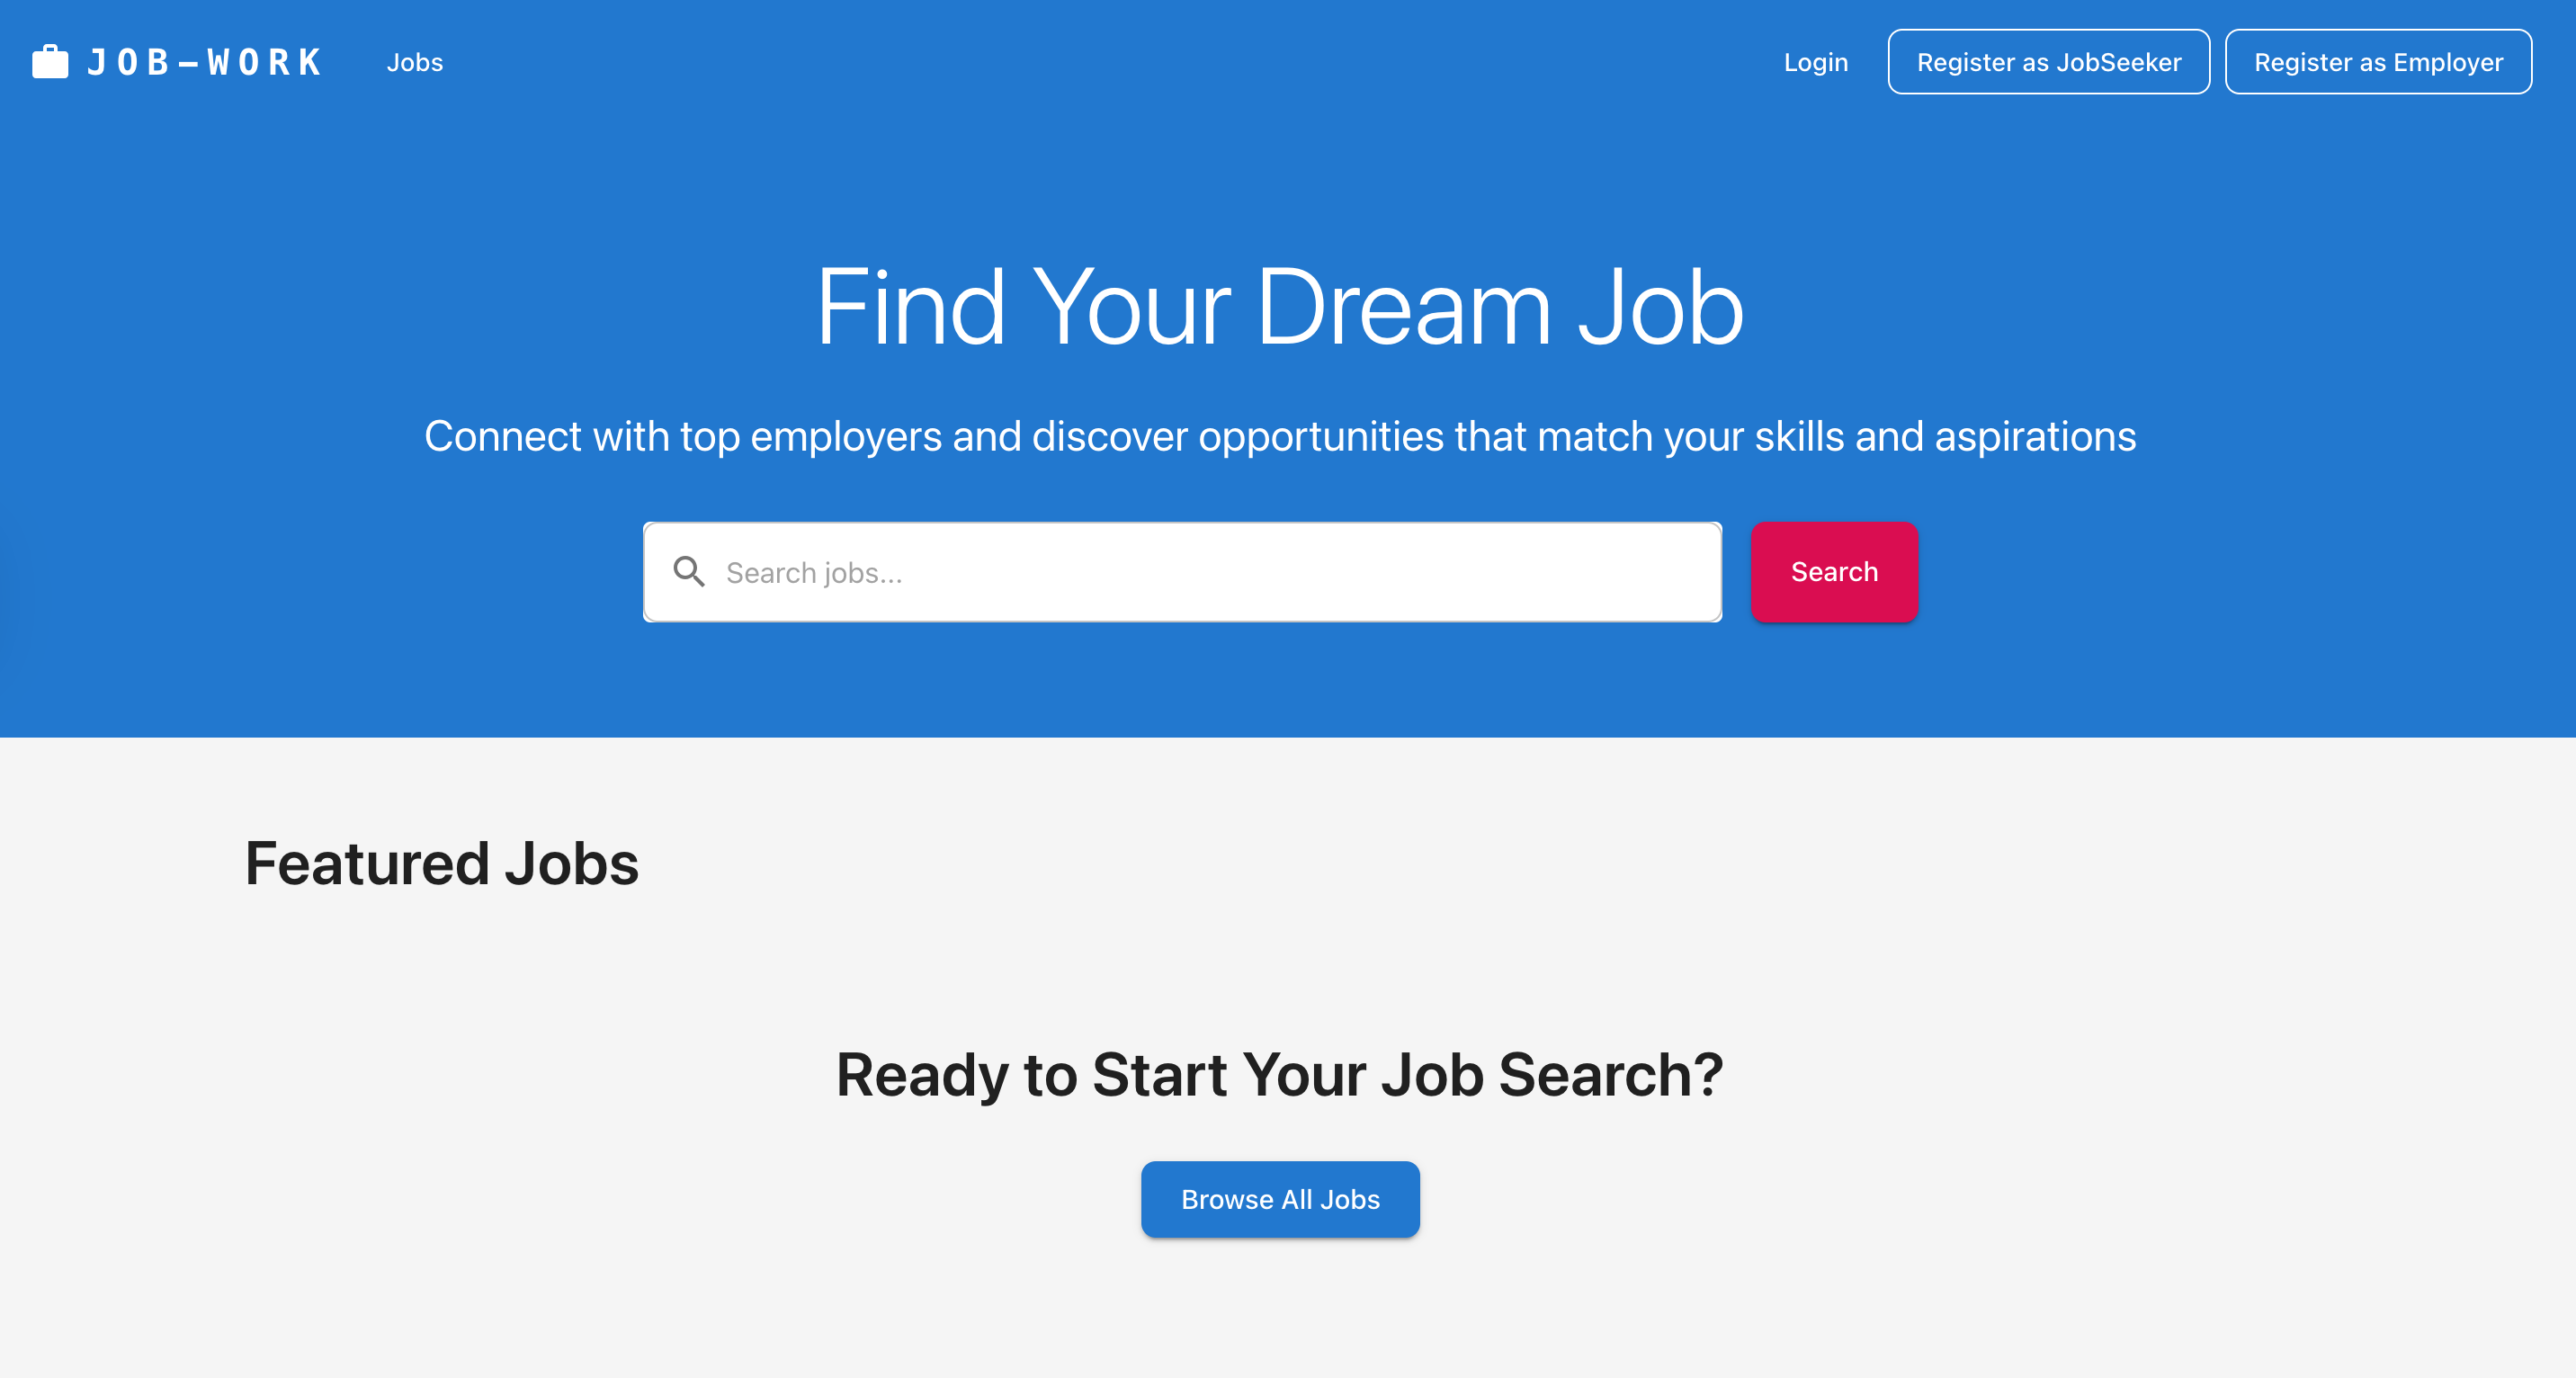 JOB-WORK
Jobs
Login
Register as JobSeeker
Register as Employer
Find Your Dream Job
Connect with top employers and discover opportunities that match your skills and aspirations
Search jobs...
Search
Featured Jobs
Ready to Start Your Job Search?
Browse All Jobs